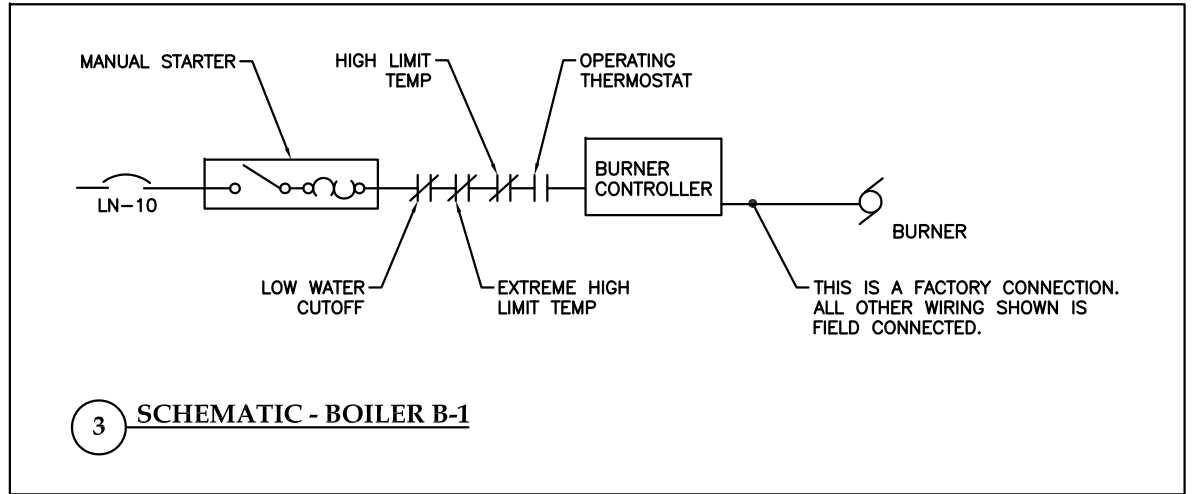 MANUAL STARTER
HIGH LIMIT
TEMP
OPERATING
THERMOSTAT
LN-10
BURNER
CONTROLLER
BURNER
LOW WATER
CUTOFF
EXTREME HIGH
LIMIT TEMP
THIS IS A FACTORY CONNECTION.
ALL OTHER WIRING SHOWN IS
FIELD CONNECTED.
3
SCHEMATIC - BOILER B-1